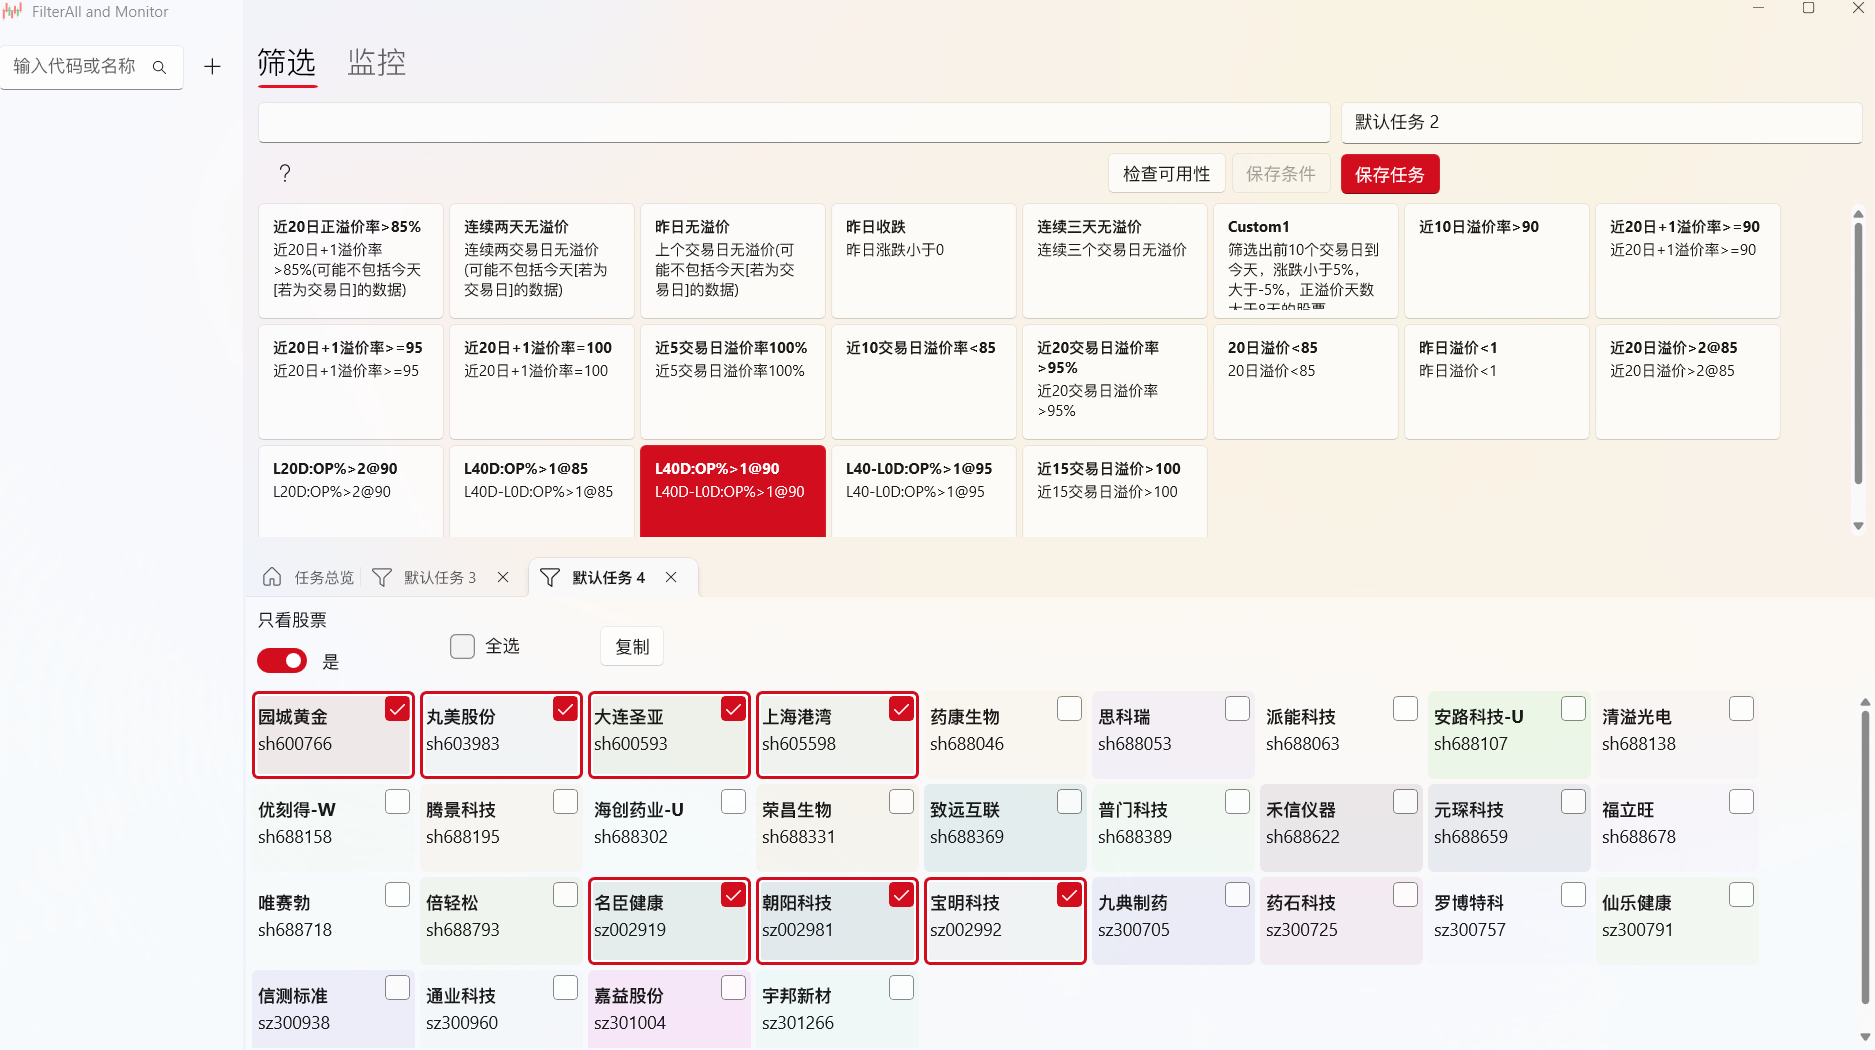 FilterAll and Monitor
输入代码或名称
筛选 监控
默认任务 2
?
检查可用性 保存条件 保存任务
近20日正溢价率>85%
近20日+1溢价率
>85%(可能不包括今天
[若为交易日]的数据)
连续两天无溢价
连续两交易日无溢价
(可能不包括今天[若为
交易日]的数据)
昨日无溢价
上个交易日无溢价(可
能不包括今天[若为交
易日]的数据)
昨日收跌
昨日涨跌小于0
连续三天无溢价
连续三个交易日无溢价
Custom1
筛选出前10个交易日到
今天，涨跌小于5%，
大于-5%，正溢价天数
大于8天的股票
近10日溢价率>90
近20日+1溢价率>=90
近20日+1溢价率>=90
近20日+1溢价率>=95
近20日+1溢价率>=95
近20日+1溢价率=100
近20日+1溢价率=100
近5交易日溢价率100%
近5交易日溢价率100%
近10交易日溢价率<85
近20交易日溢价率
>95%
近20交易日溢价率
>95%
20日溢价<85
20日溢价<85
昨日溢价<1
昨日溢价<1
近20日溢价>2@85
近20日溢价>2@85
L20D:OP%>2@90
L20D:OP%>2@90
L40D:OP%>1@85
L40D-L0D:OP%>1@85
L40D:OP%>1@90
L40D-L0D:OP%>1@90
L40-L0D:OP%>1@95
L40-L0D:OP%>1@95
近15交易日溢价>100
近15交易日溢价>100
任务总览 默认任务 3 默认任务 4
只看股票
是 全选 复制
园城黄金
sh600766
丸美股份
sh603983
大连圣亚
sh600593
上海港湾
sh605598
药康生物
sh688046
思科瑞
sh688053
派能科技
sh688063
安路科技-U
sh688107
清溢光电
sh688138
优刻得-W
sh688158
腾景科技
sh688195
海创药业-U
sh688302
荣昌生物
sh688331
致远互联
sh688369
普门科技
sh688389
禾信仪器
sh688622
元琛科技
sh688659
福立旺
sh688678
唯赛勃
sh688718
倍轻松
sh688793
名臣健康
sz002919
朝阳科技
sz002981
宝明科技
sz002992
九典制药
sz300705
药石科技
sz300725
罗博特科
sz300757
仙乐健康
sz300791
信测标准
sz300938
通业科技
sz300960
嘉益股份
sz301004
宇邦新材
sz301266